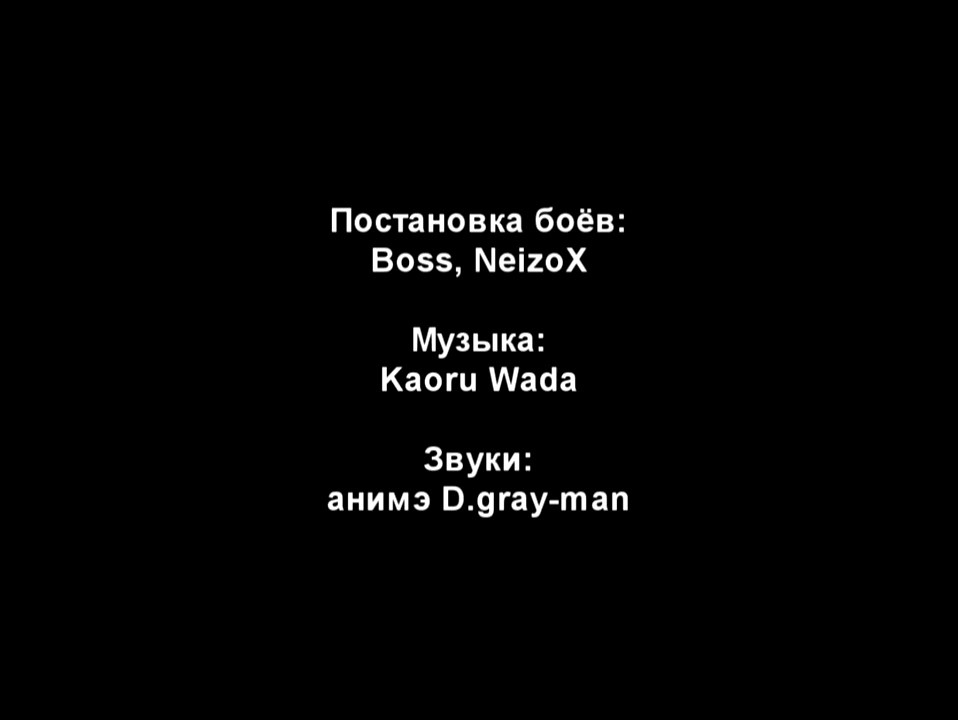 Постановка боёв:
Boss, NeizoX
Музыка:
Kaoru Wada
Звуки:
анимэ D.gray-man